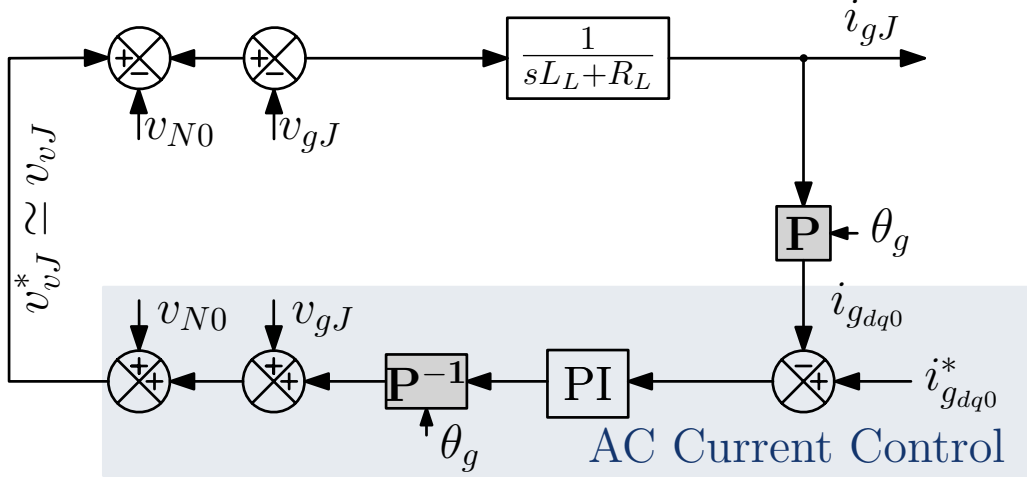 i_{gJ}
+ − + − \frac{1}{sL_L+R_L}
v_{N0} v_{gJ}
v^*_{vJ} ≃ v_{vJ}
P θ_g
v_{N0} v_{gJ} i_{g_{dq0}}
+ + + + P^{-1} PI − + i^*_{g_{dq0}}
θ_g
AC Current Control